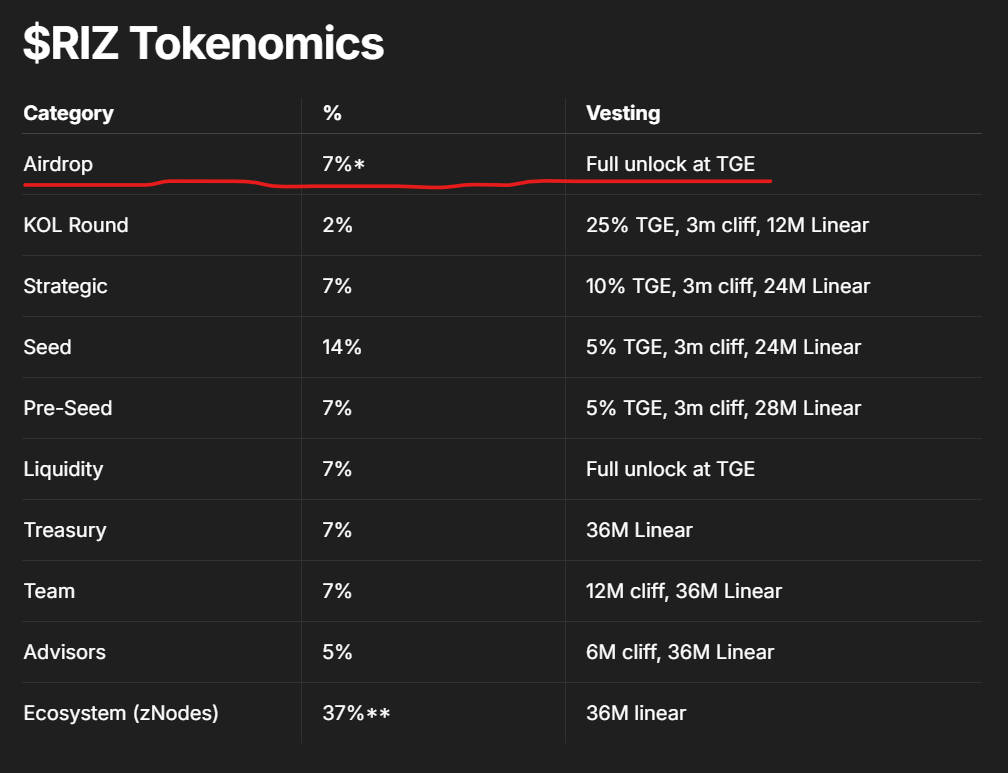 $RIZ Tokenomics
Category % Vesting
Airdrop 7%* Full unlock at TGE
KOL Round 2% 25% TGE, 3m cliff, 12M Linear
Strategic 7% 10% TGE, 3m cliff, 24M Linear
Seed 14% 5% TGE, 3m cliff, 24M Linear
Pre-Seed 7% 5% TGE, 3m cliff, 28M Linear
Liquidity 7% Full unlock at TGE
Treasury 7% 36M Linear
Team 7% 12M cliff, 36M Linear
Advisors 5% 6M cliff, 36M Linear
Ecosystem (zNodes) 37%** 36M linear